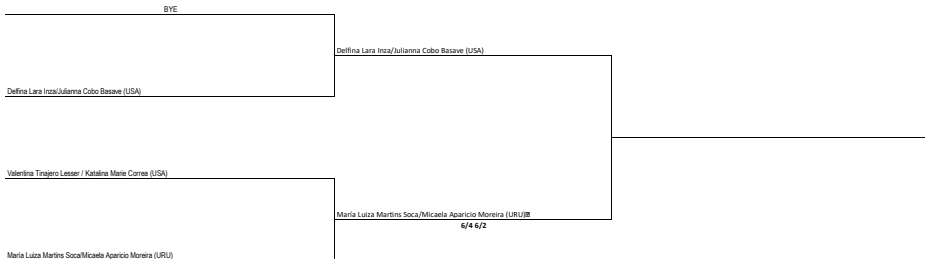 BYE
Delfina Lara Inza/Julianna Cobo Basave (USA)
Delfina Lara Inza/Julianna Cobo Basave (USA)
Valentina Tinajero Lesser / Katalina Marie Correa (USA)
María Luiza Martins Soca/Micaela Aparicio Moreira (URU)
6/4 6/2
María Luiza Martins Soca/Micaela Aparicio Moreira (URU)